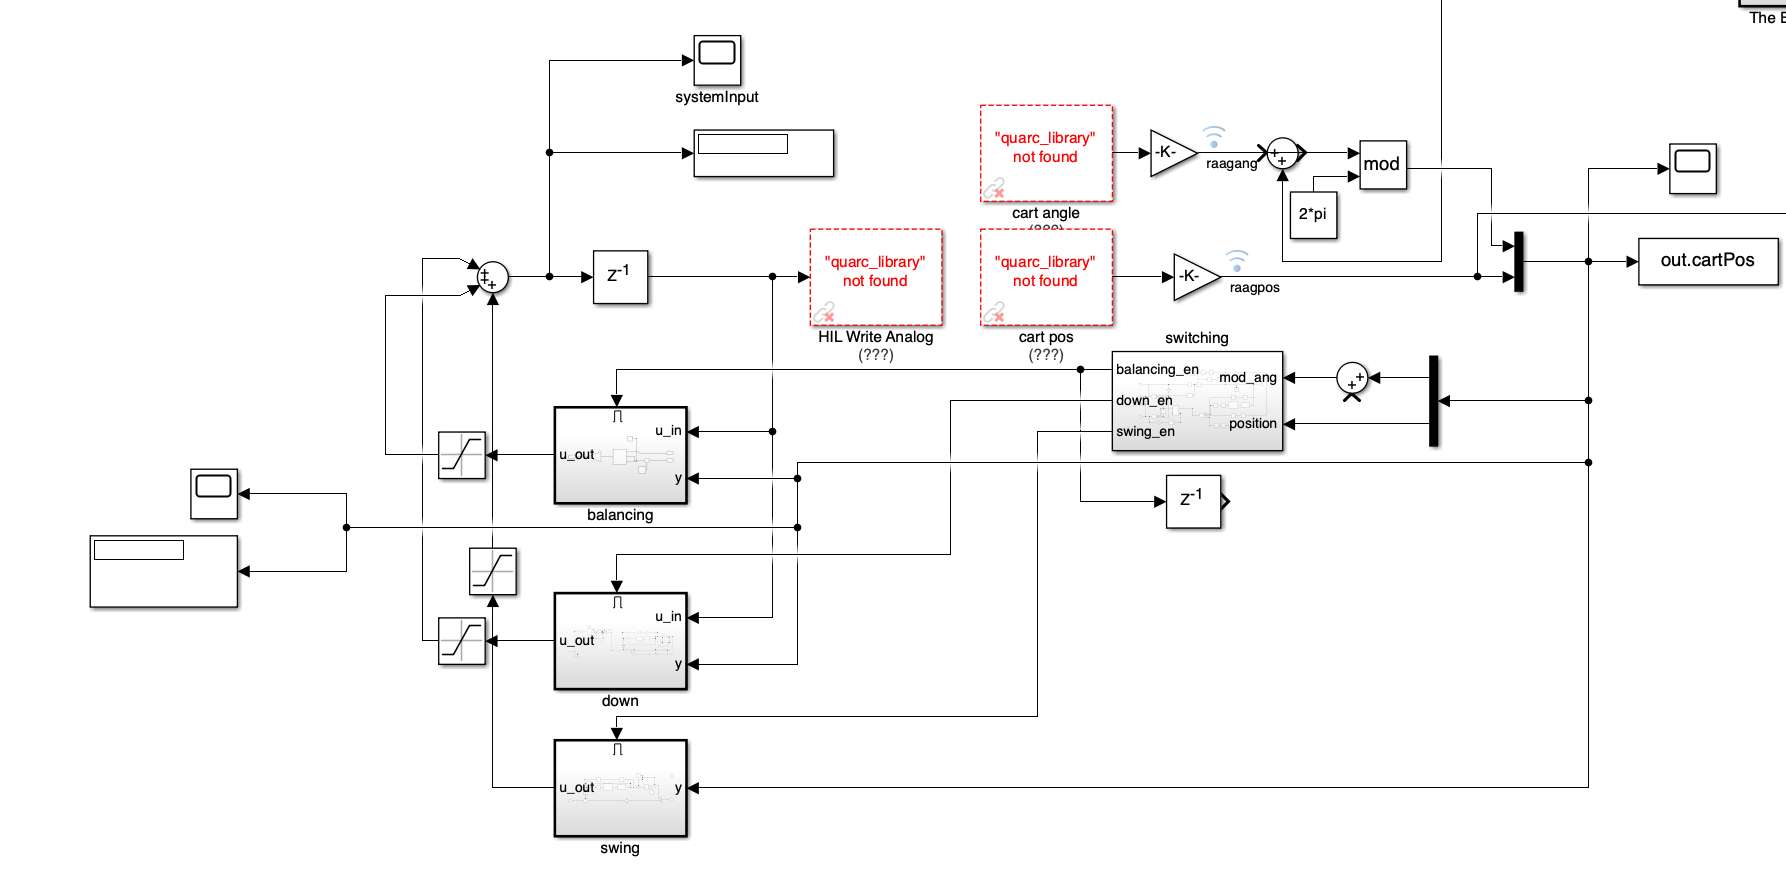 The E
systemInput
"quarc_library"
not found
cart angle
(???)
-K-
raagang
+
+
mod
2*pi
+
+
+
Z-1
"quarc_library"
not found
HIL Write Analog
(???)
"quarc_library"
not found
cart pos
(???)
-K-
raagpos
out.cartPos
switching
balancing_en
down_en
swing_en
mod_ang
position
+
+
u_in
u_out
y
balancing
Z-1
u_in
u_out
y
down
u_out
y
swing